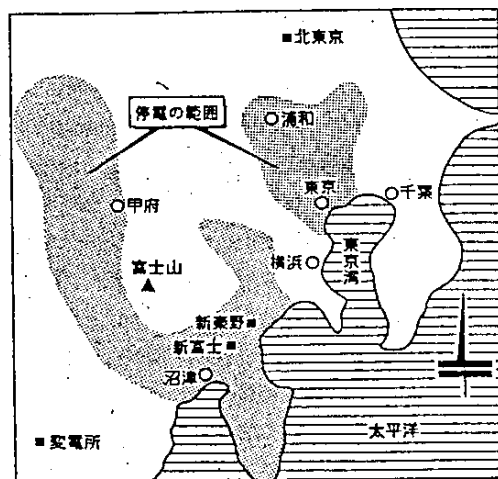 ■北東京
停電の範囲
○浦和
○甲府
東京
○
○千葉
富士山
▲
横浜○
東京湾
新秦野■
新富士■
沼津○
太平洋
■変電所